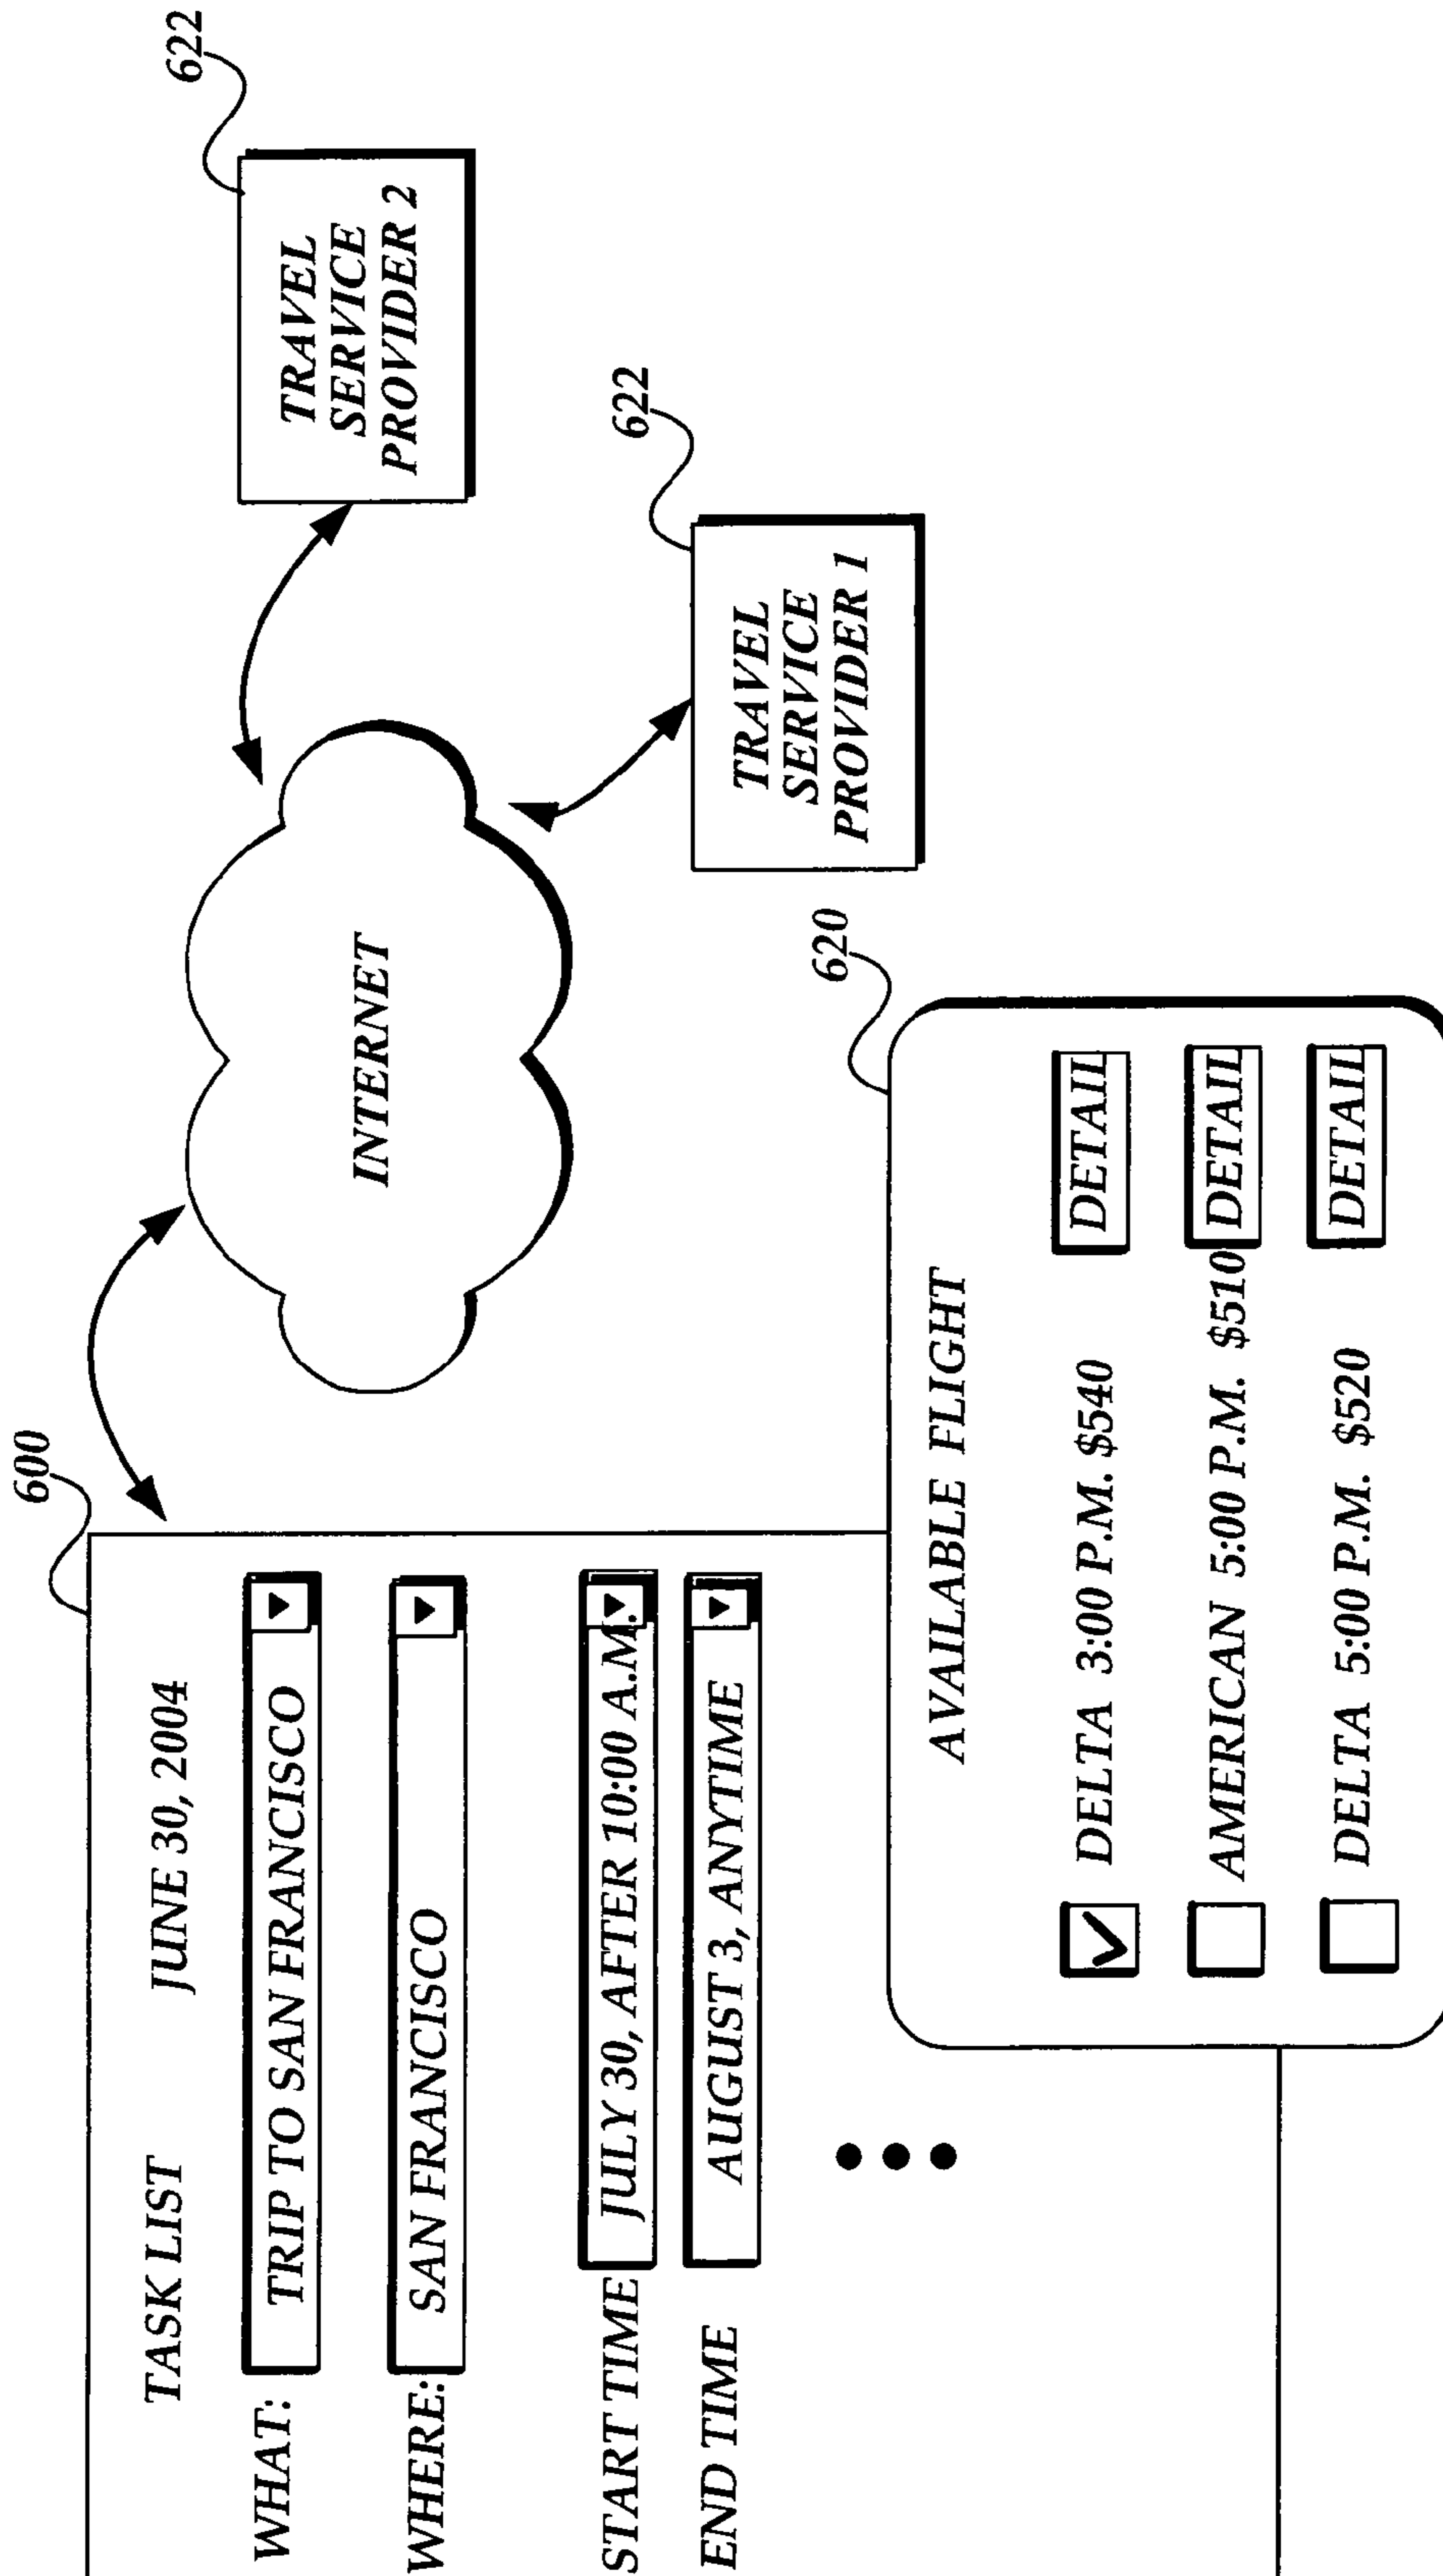 600
TASK LIST JUNE 30, 2004
WHAT: TRIP TO SAN FRANCISCO
WHERE: SAN FRANCISCO
START TIME JULY 30, AFTER 10:00 A.M.
END TIME AUGUST 3, ANYTIME
INTERNET
622
TRAVEL
SERVICE
PROVIDER 2
622
TRAVEL
SERVICE
PROVIDER 1
620
AVAILABLE FLIGHT
DELTA 3:00 P.M. $540 DETAIL
AMERICAN 5:00 P.M. $510 DETAIL
DELTA 5:00 P.M. $520 DETAIL